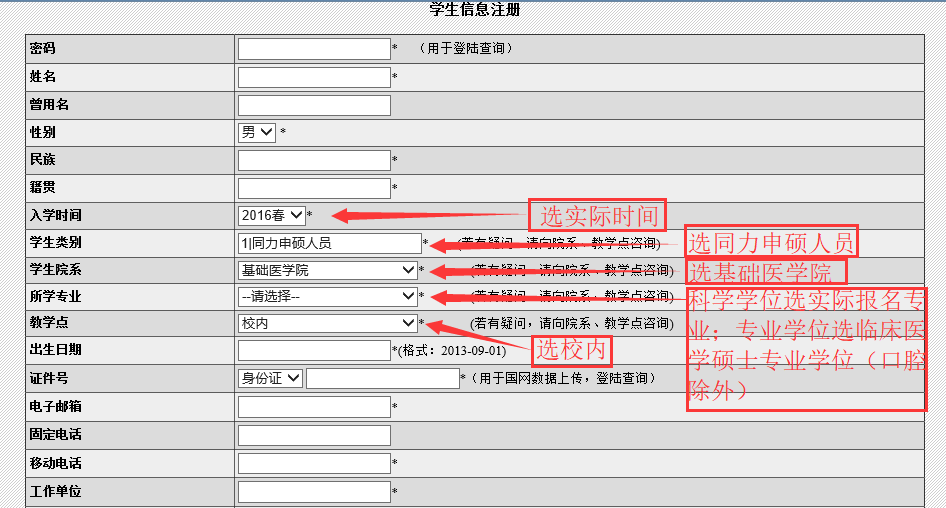 学生信息注册
密码 * （用于登陆查询）
姓名 *
曾用名
性别 男 *
民族 *
籍贯 *
入学时间 2016春 * 选实际时间
学生类别 1|同力申硕人员 * (若有疑问，请向院系、教学点咨询) 选同力申硕人员
学生院系 基础医学院 * (若有疑问，请向院系、教学点咨询) 选基础医学院
所学专业 --请选择-- * (若有疑问，请向院系、教学点咨询)
科学学位选实际报名专
业；专业学位选临床医
学硕士专业学位（口腔
除外）
教学点 校内 * (若有疑问，请向院系、教学点咨询)
选校内
出生日期 *(格式：2013-09-01)
证件号 身份证 *（用于国网数据上传，登陆查询）
电子邮箱 *
固定电话
移动电话 *
工作单位 *